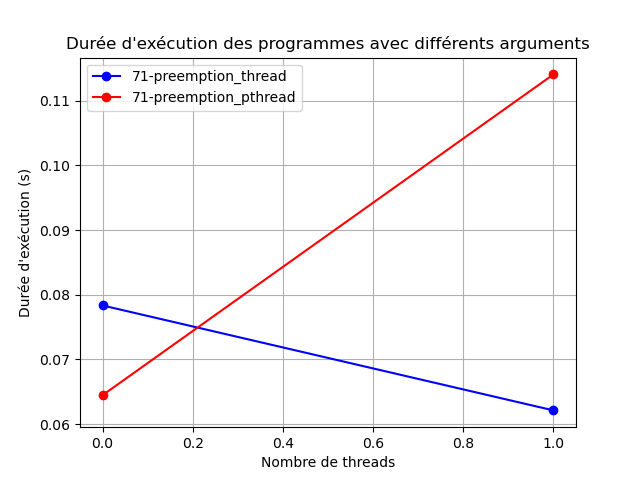 Durée d'exécution des programmes avec différents arguments
71-preemption_thread
71-preemption_pthread
Durée d'exécution (s)
0.11
0.10
0.09
0.08
0.07
0.06
0.0 0.2 0.4 0.6 0.8 1.0
Nombre de threads